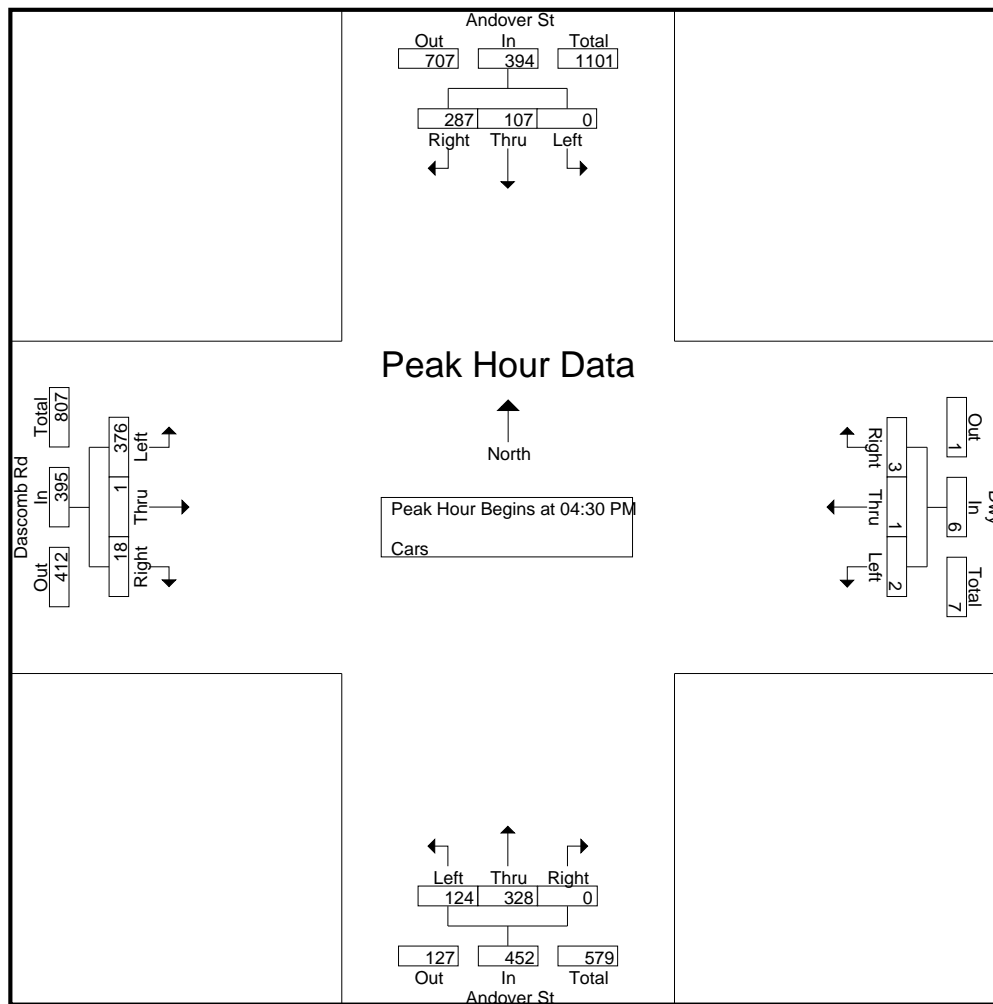 Andover St
Out In Total
707 394 1101
287 107 0
Right Thru Left
Peak Hour Data
North
Peak Hour Begins at 04:30 PM
Cars
Dascomb Rd
Out In Total
412 395 807
376 1 18
Left Thru Right
Right Thru Left
3 1 2
Out In Total
1 6 7
Left Thru Right
124 328 0
127 452 579
Out In Total
Andover St